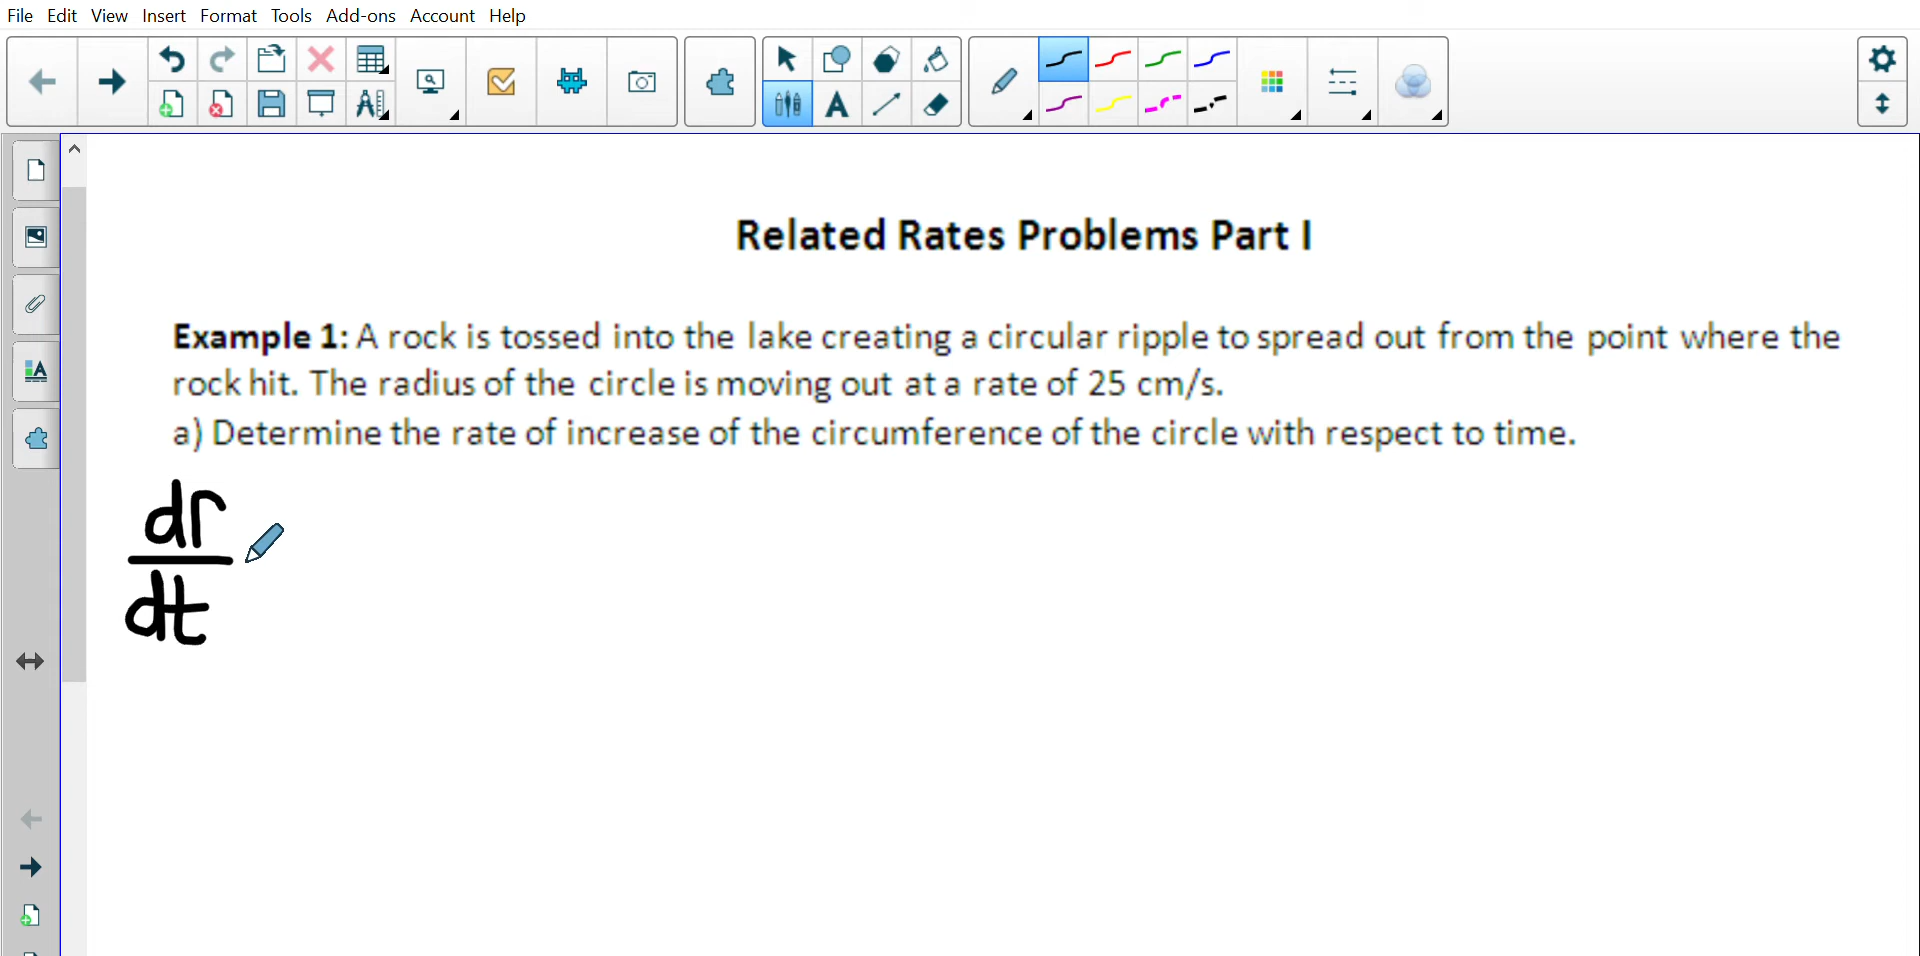 File Edit View Insert Format Tools Add-ons Account Help
Related Rates Problems Part I
Example 1: A rock is tossed into the lake creating a circular ripple to spread out from the point where the
rock hit. The radius of the circle is moving out at a rate of 25 cm/s.
a) Determine the rate of increase of the circumference of the circle with respect to time.
dr
dt